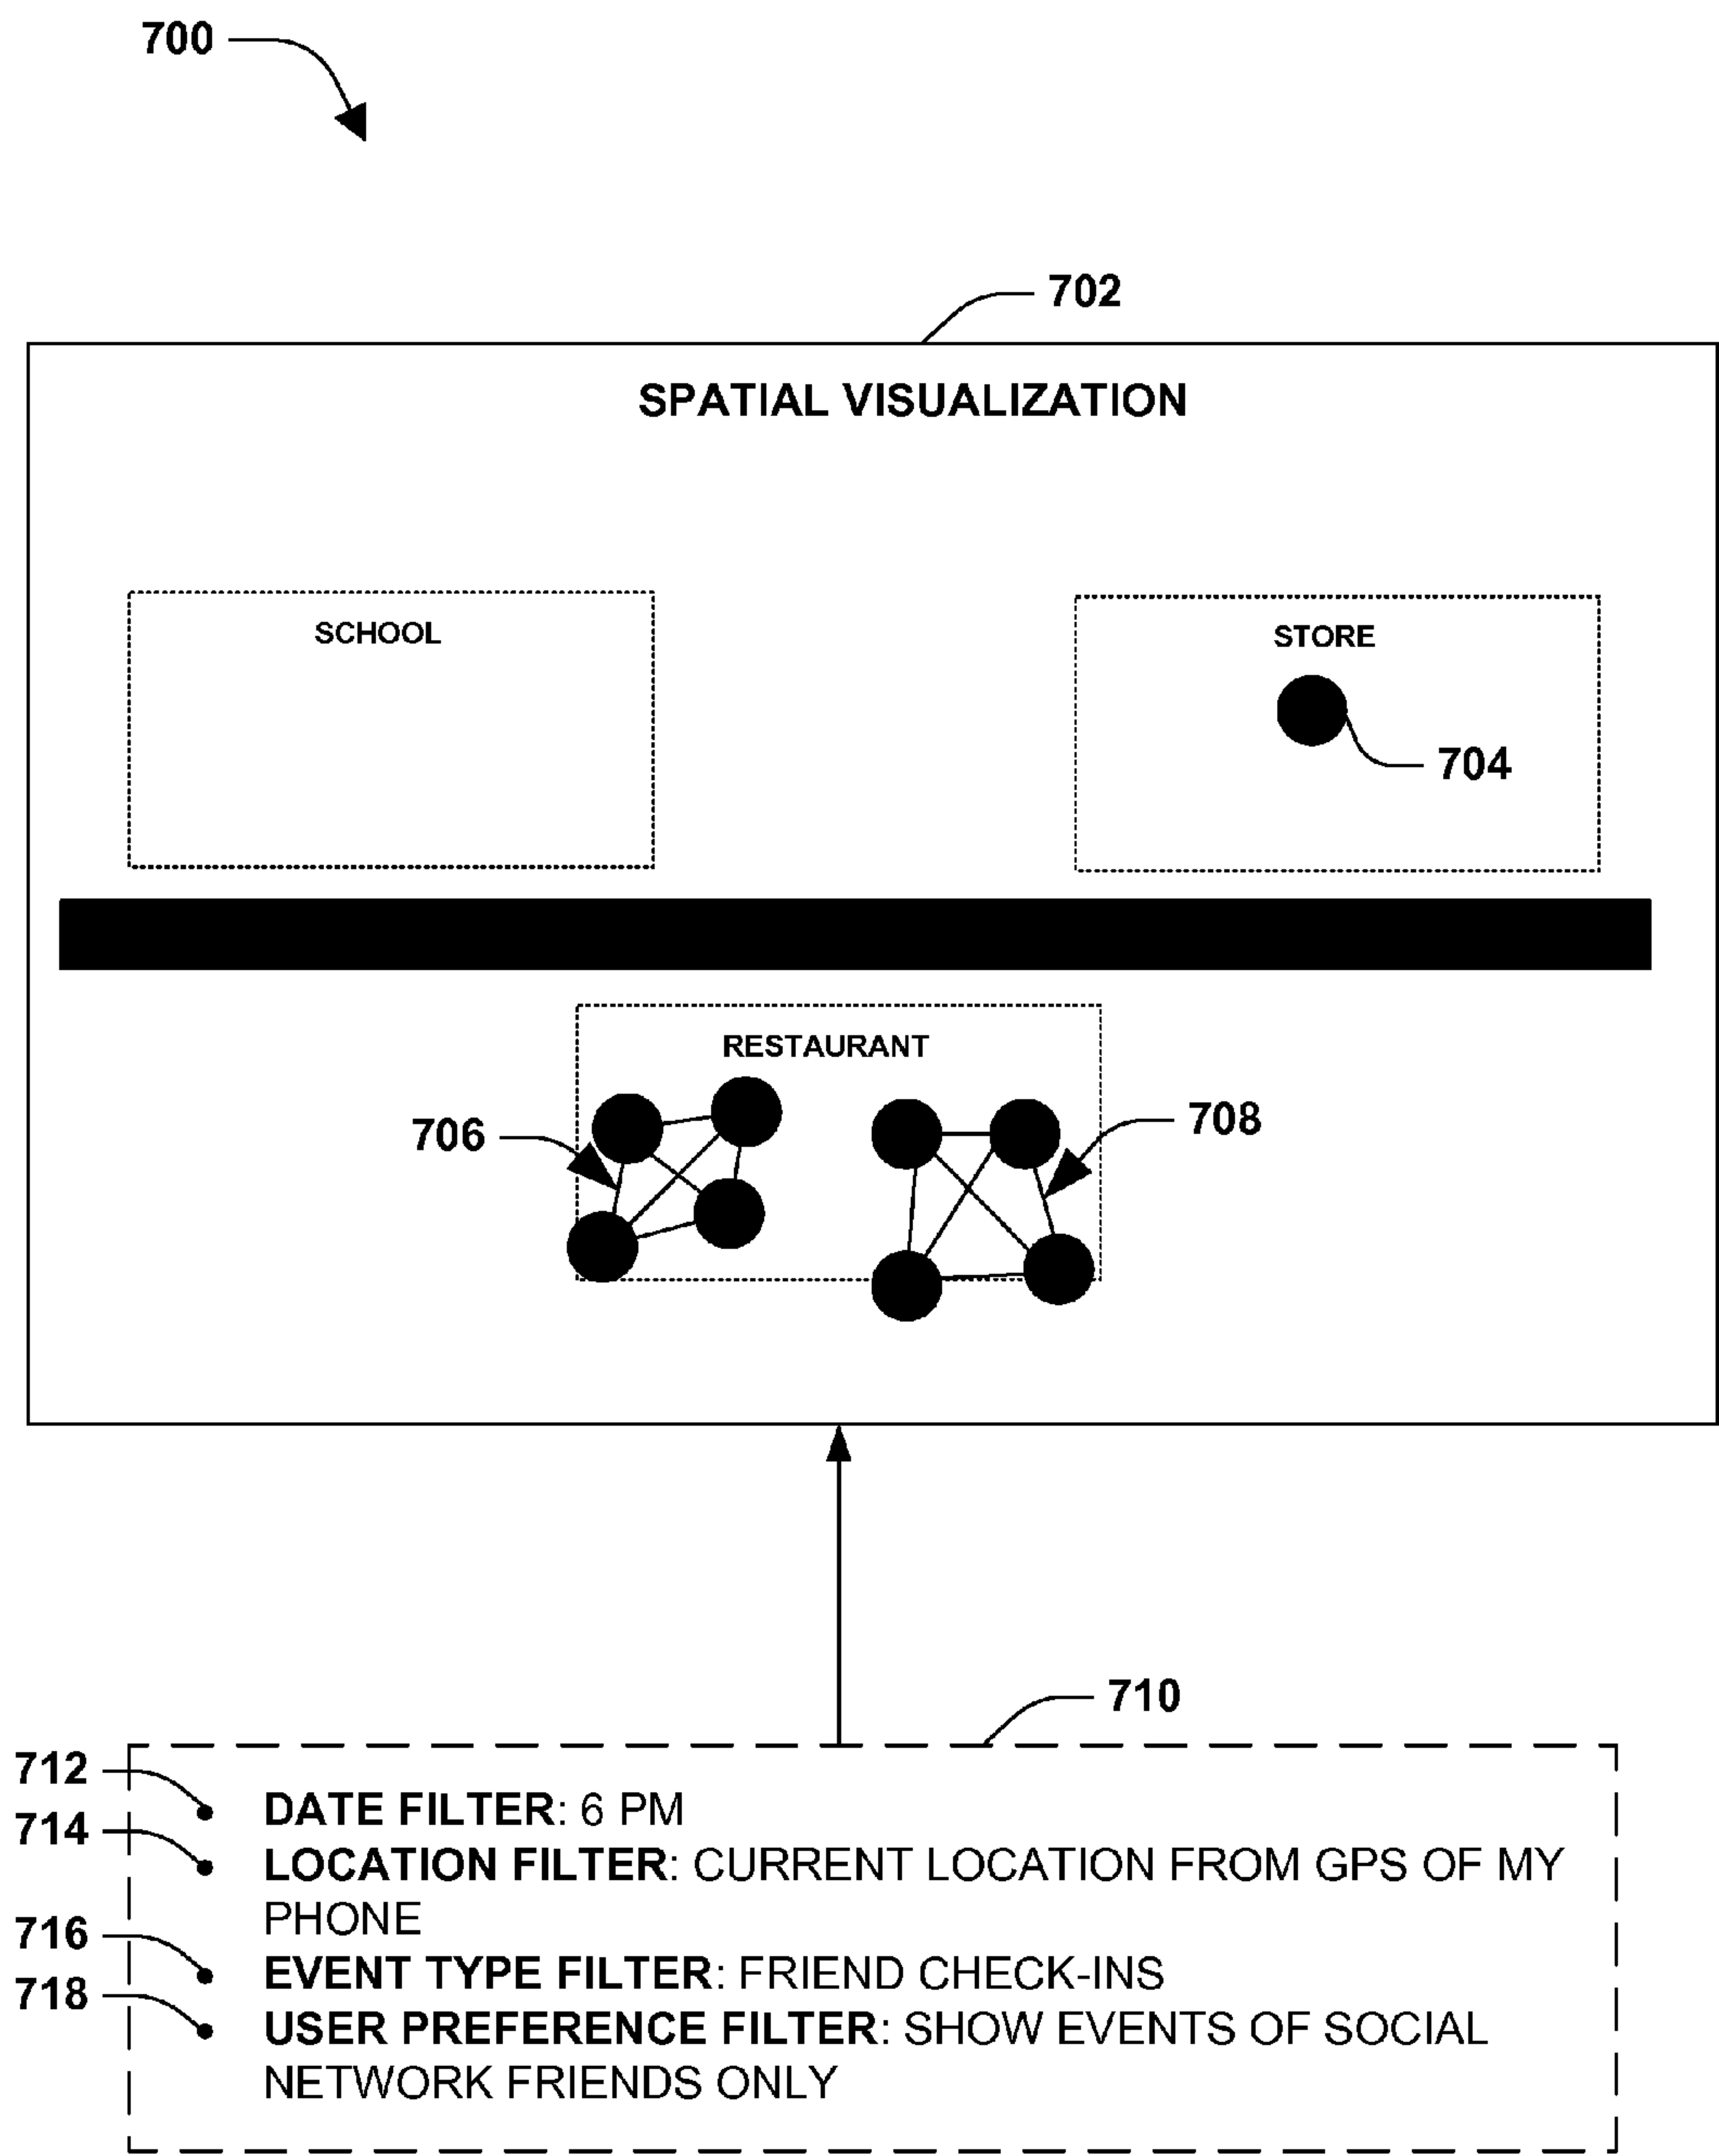 700
702
SPATIAL VISUALIZATION
SCHOOL
STORE
704
RESTAURANT
706
708
710
712
DATE FILTER: 6 PM
714
LOCATION FILTER: CURRENT LOCATION FROM GPS OF MY
PHONE
716
EVENT TYPE FILTER: FRIEND CHECK-INS
718
USER PREFERENCE FILTER: SHOW EVENTS OF SOCIAL
NETWORK FRIENDS ONLY